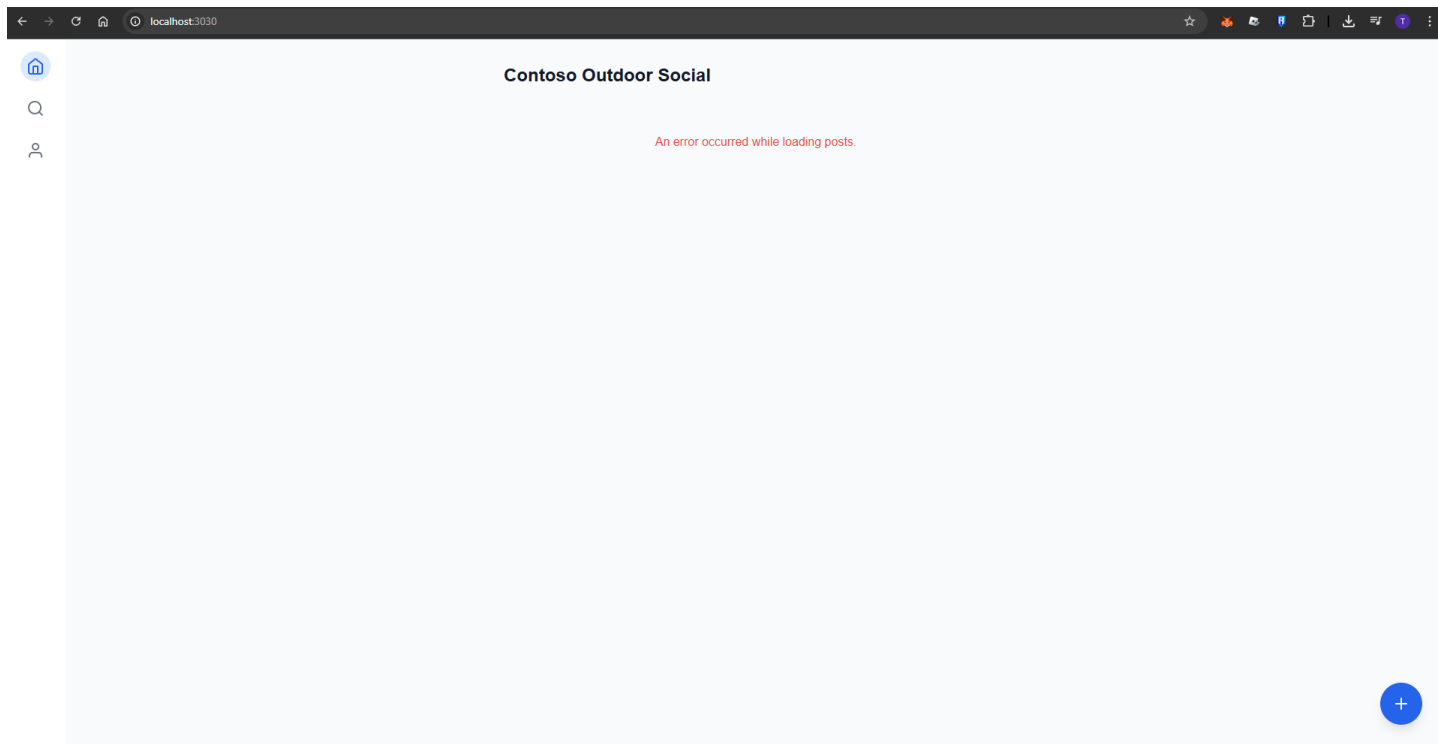 localhost:3030
T
Contoso Outdoor Social
An error occurred while loading posts.